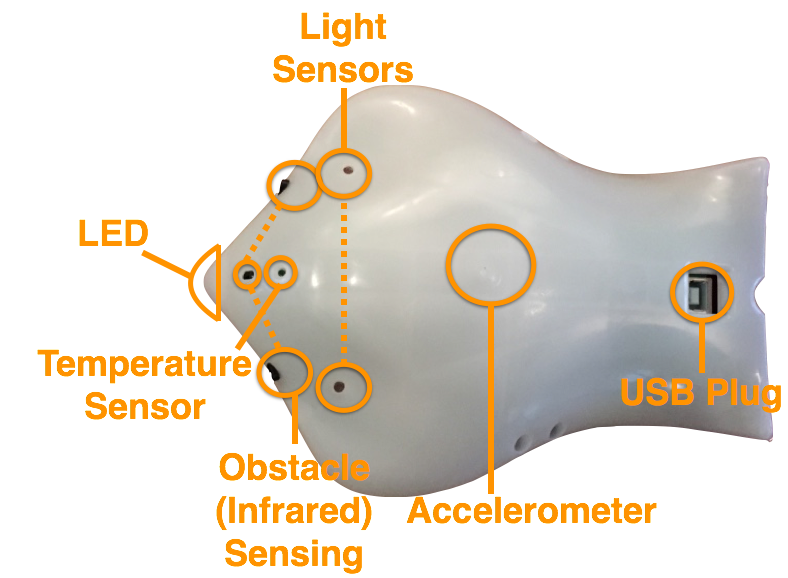 Light
Sensors
LED
Temperature
Sensor
USB Plug
Obstacle
(Infrared)
Sensing
Accelerometer